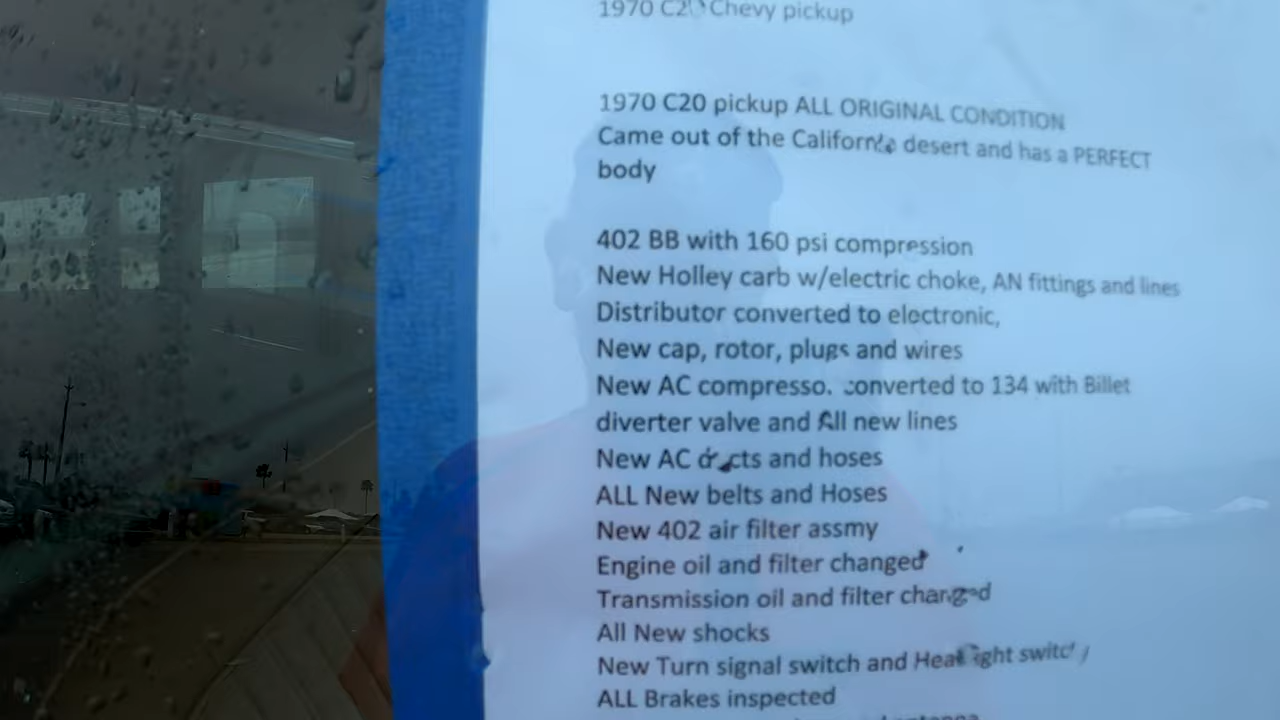 1970 C20 Chevy pickup
1970 C20 pickup ALL ORIGINAL CONDITION
Came out of the California desert and has a PERFECT
body
402 BB with 160 psi compression
New Holley carb w/electric choke, AN fittings and lines
Distributor converted to electronic,
New cap, rotor, plugs and wires
New AC compressor converted to 134 with Billet
diverter valve and All new lines
New AC ducts and hoses
ALL New belts and Hoses
New 402 air filter assmy
Engine oil and filter changed
Transmission oil and filter changed
All New shocks
New Turn signal switch and Headlight switch
ALL Brakes inspected